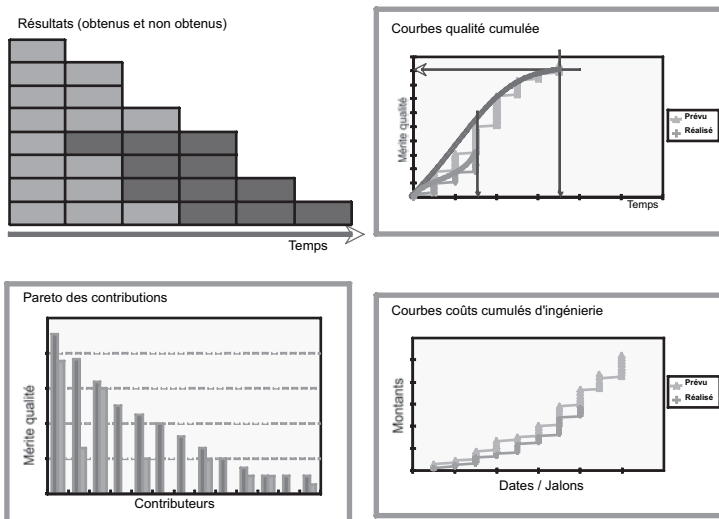 Résultats (obtenus et non obtenus)
Temps
Courbes qualité cumulée
Mérite qualité
Prévu
Réalisé
Temps
Pareto des contributions
Mérite qualité
Contributeurs
Courbes coûts cumulés d'ingénierie
Montants
Prévu
Réalisé
Dates / Jalons